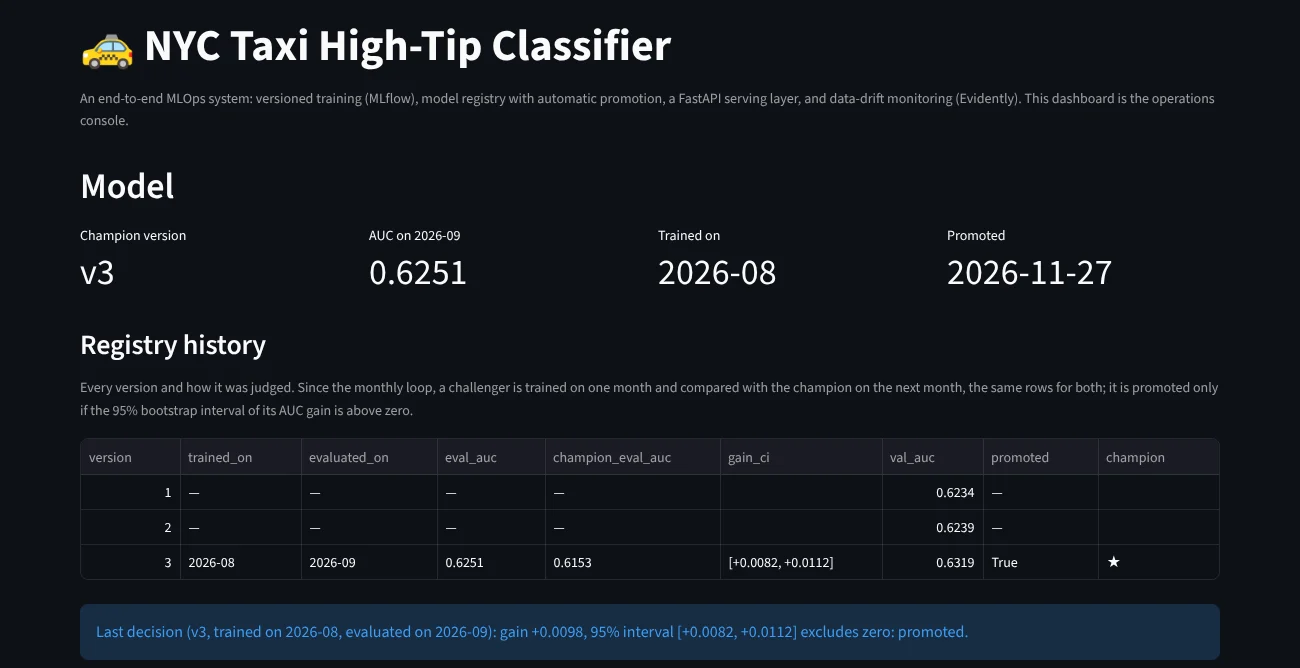 🚕 NYC Taxi High-Tip Classifier
An end-to-end MLOps system: versioned training (MLflow), model registry with automatic promotion, a FastAPI serving layer, and data-drift monitoring (Evidently). This dashboard is the operations
console.
Model
Champion version AUC on 2026-09 Trained on Promoted
v3 0.6251 2026-08 2026-11-27
Registry history
Every version and how it was judged. Since the monthly loop, a challenger is trained on one month and compared with the champion on the next month, the same rows for both; it is promoted only
if the 95% bootstrap interval of its AUC gain is above zero.
version trained_on evaluated_on eval_auc champion_eval_auc gain_ci val_auc promoted champion
1 — — — — 0.6234 —
2 — — — — 0.6239 —
3 2026-08 2026-09 0.6251 0.6153 [+0.0082, +0.0112] 0.6319 True ★
Last decision (v3, trained on 2026-08, evaluated on 2026-09): gain +0.0098, 95% interval [+0.0082, +0.0112] excludes zero: promoted.